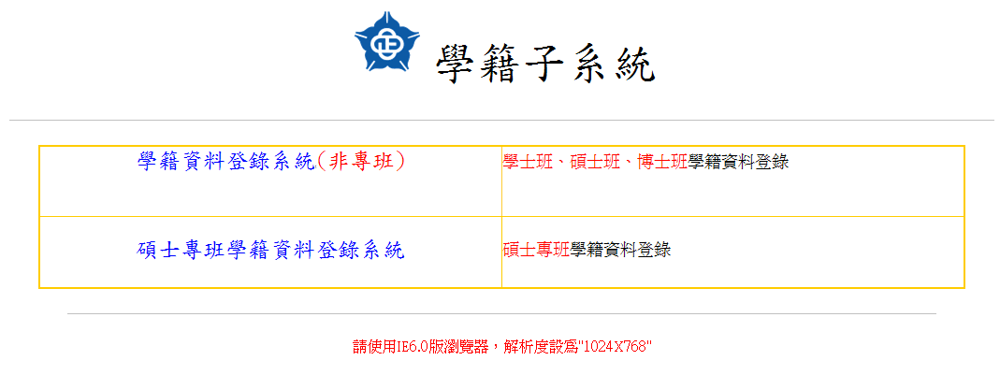 學籍子系統
學籍資料登錄系統(非專班)
學士班、碩士班、博士班學籍資料登錄
碩士專班學籍資料登錄系統
碩士專班學籍資料登錄
請使用IE6.0版瀏覽器，解析度設為"1024X768"